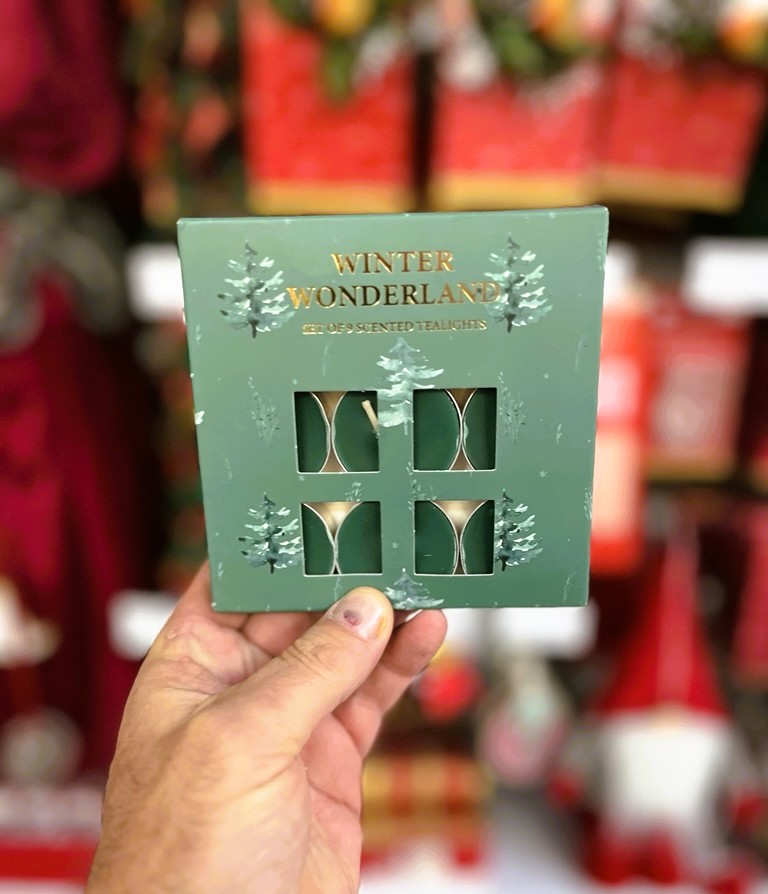 WINTER
WONDERLAND
SET OF 9 SCENTED TEALIGHTS